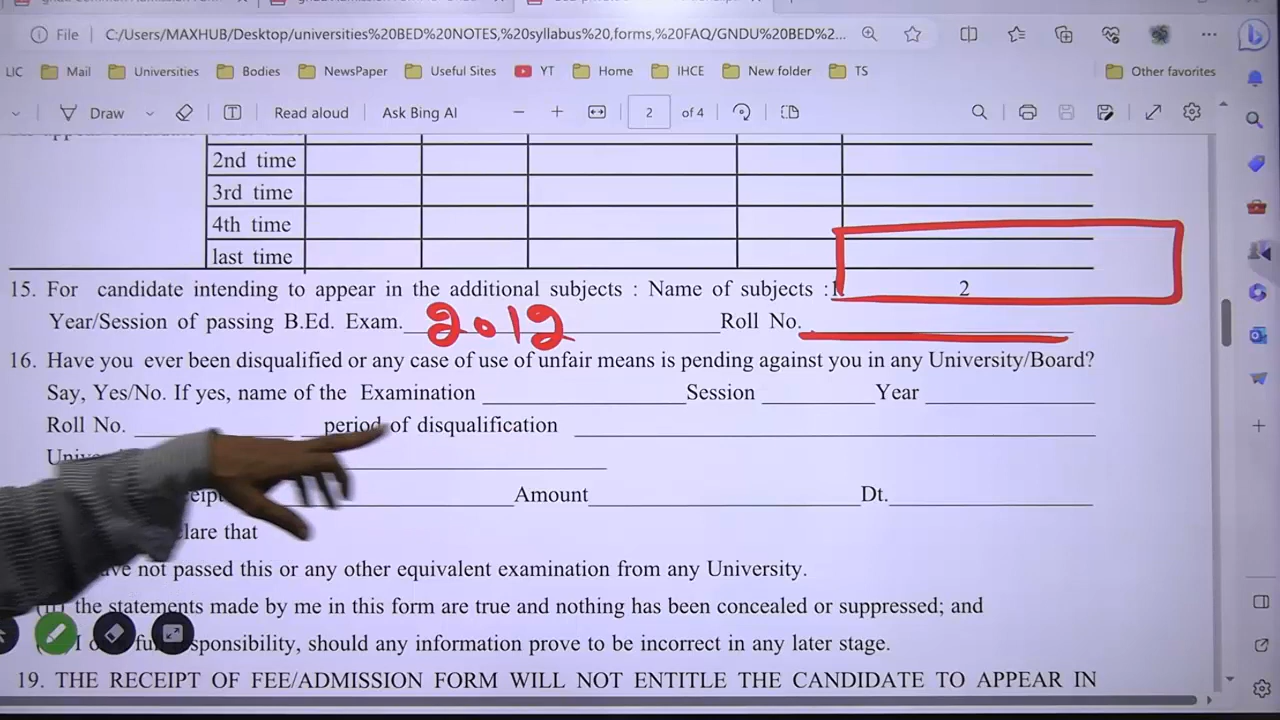 File C:/Users/MAXHUB/Desktop/universities%20BED%20NOTES,%20syllabus%20,forms,%20FAQ/GNDU%20BED%2...
LIC Mail Universities Bodies NewsPaper Useful Sites YT Home IHCE New folder TS Other favorites
Draw Read aloud Ask Bing AI 2 of 4
2nd time
3rd time
4th time
last time
15. For candidate intending to appear in the additional subjects : Name of subjects : 2
Year/Session of passing B.Ed. Exam. 2012 Roll No.
16. Have you ever been disqualified or any case of use of unfair means is pending against you in any University/Board?
Say, Yes/No. If yes, name of the Examination Session Year
Roll No. period of disqualification
Amount Dt.
that
not passed this or any other equivalent examination from any University.
the statements made by me in this form are true and nothing has been concealed or suppressed; and
I should any information prove to be incorrect in any later stage.
19. THE RECEIPT OF FEE/ADMISSION FORM WILL NOT ENTITLE THE CANDIDATE TO APPEAR IN